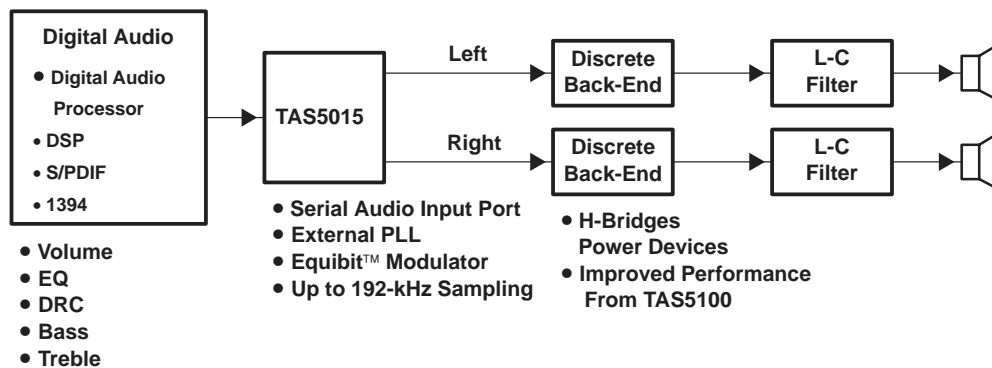 Digital Audio
• Digital Audio
Processor
• DSP
• S/PDIF
• 1394
• Volume
• EQ
• DRC
• Bass
• Treble
TAS5015
• Serial Audio Input Port
• External PLL
• Equibit™ Modulator
• Up to 192-kHz Sampling
Left
Discrete
Back-End
L-C
Filter
Right
Discrete
Back-End
L-C
Filter
• H-Bridges
Power Devices
• Improved Performance
From TAS5100